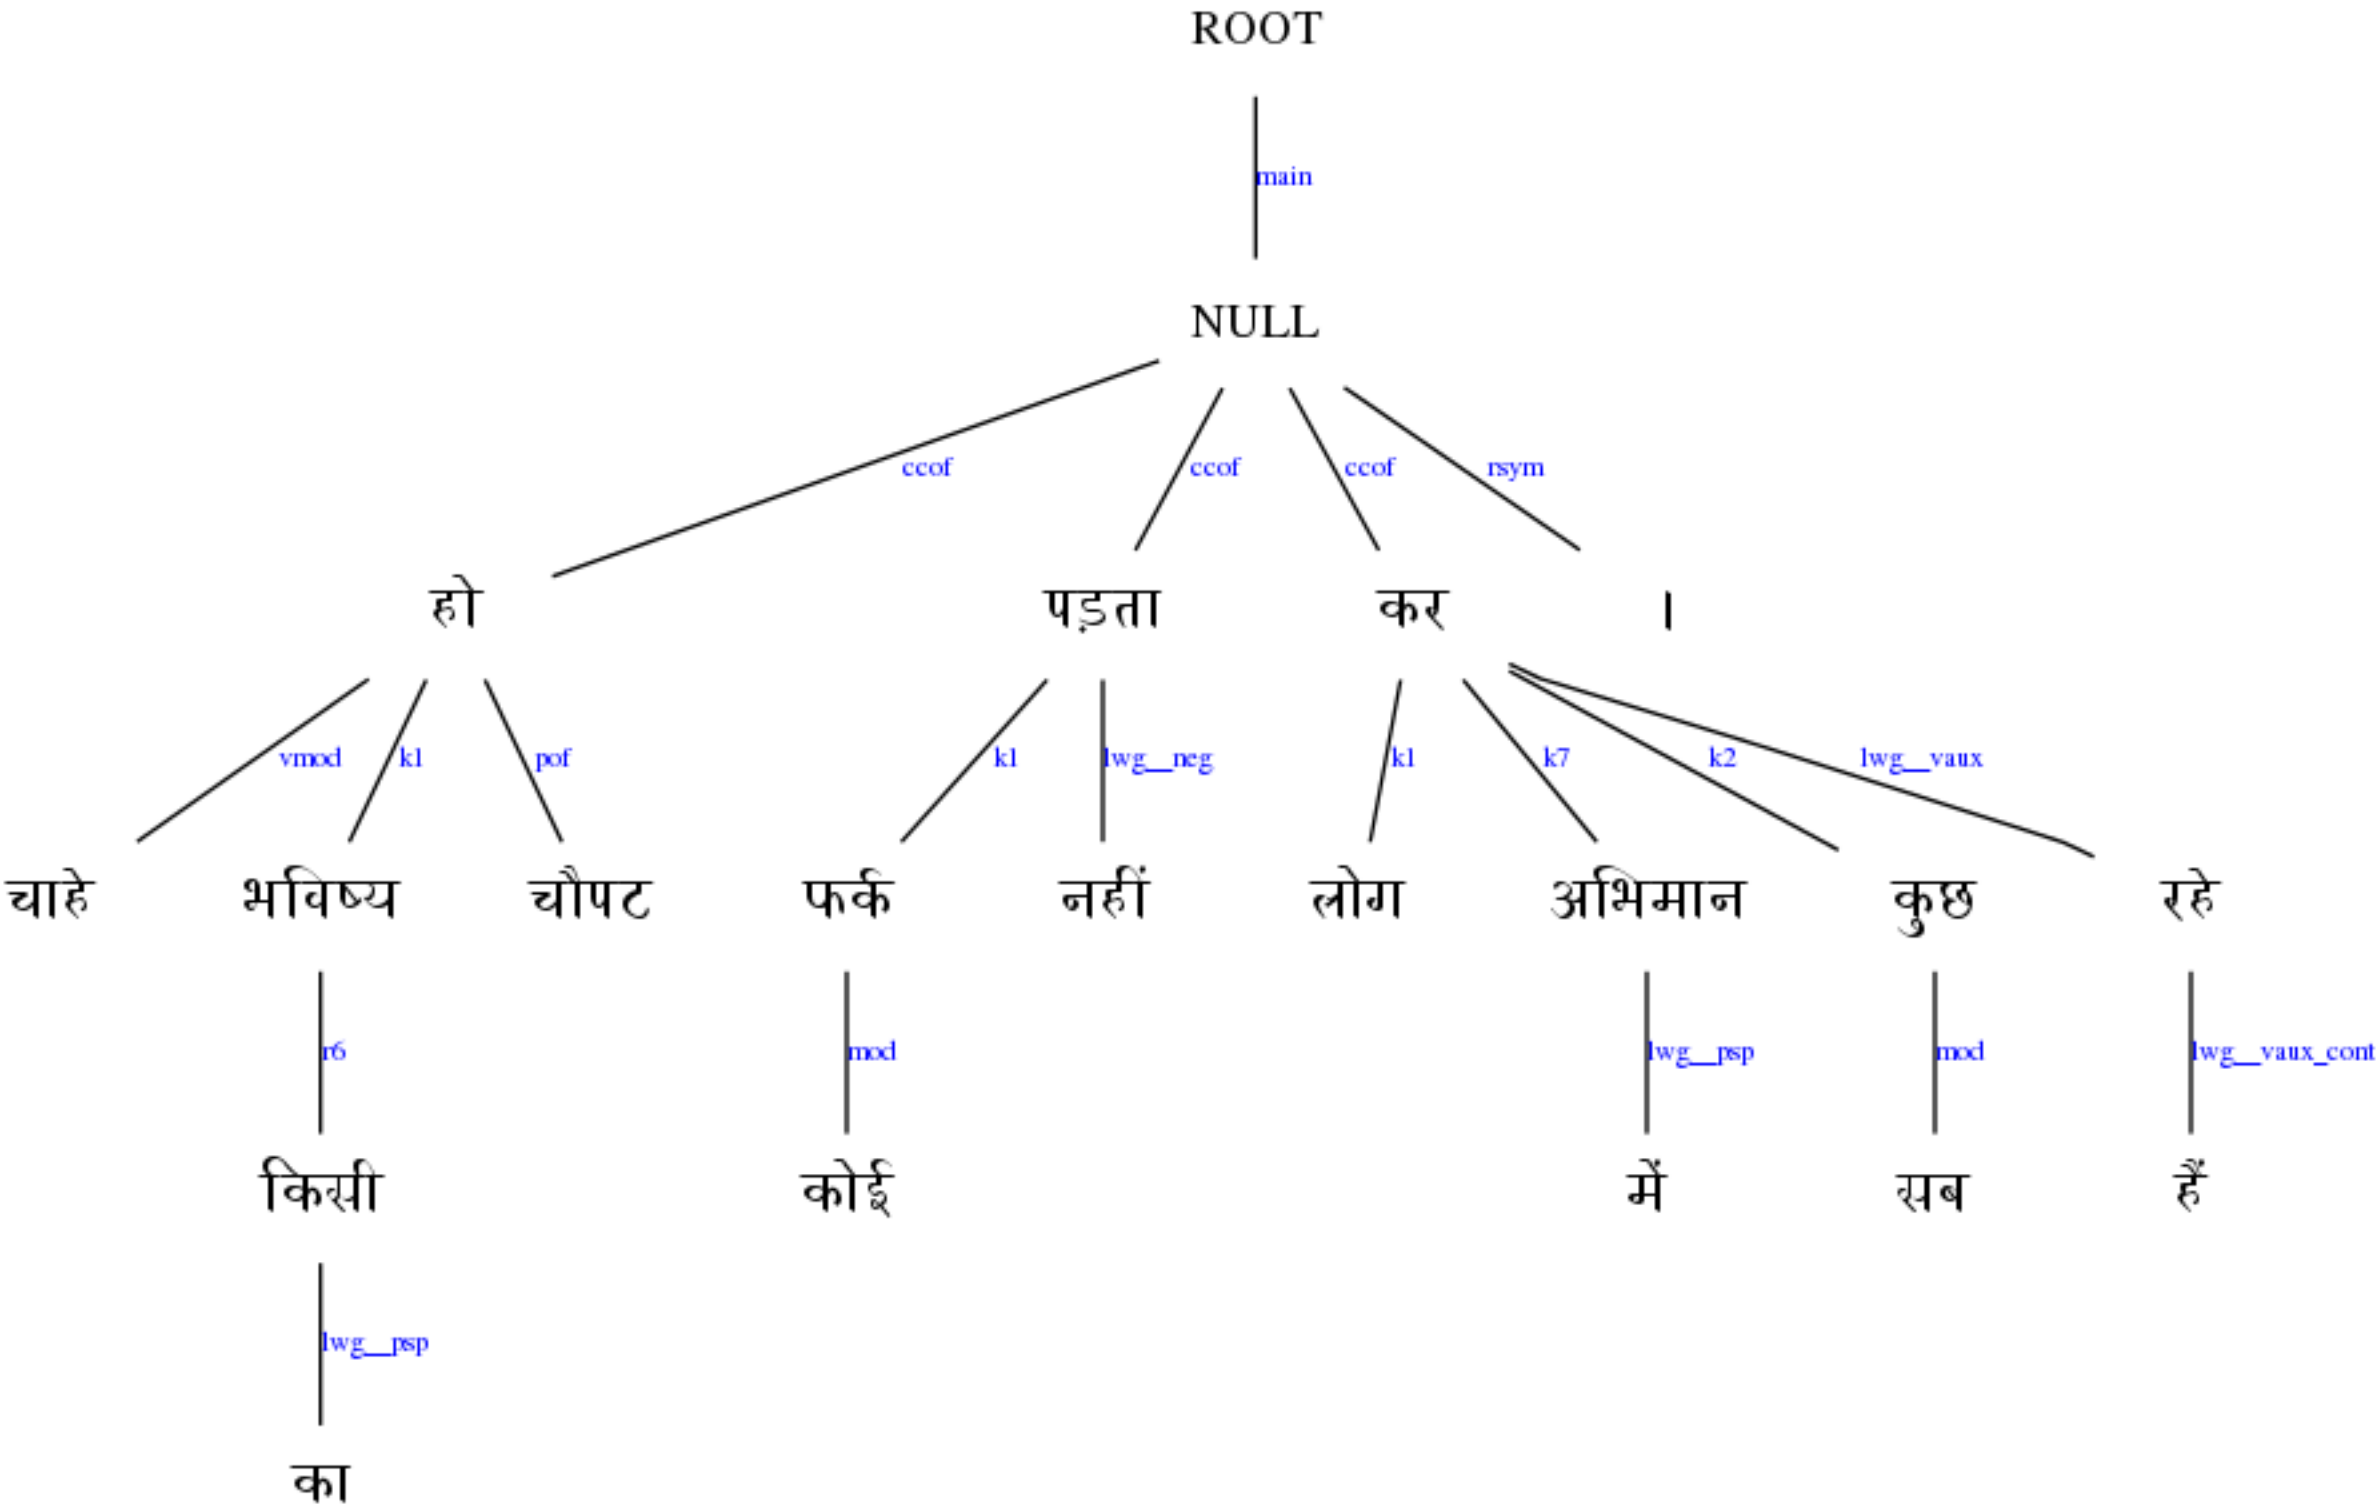 ROOT
main
NULL
ccof ccof ccof rsym
हो पड़ता कर ।
vmod k1 pof k1 lwg__neg k1 k7 k2 lwg__vaux
चाहे भविष्य चौपट फर्क नहीं लोग अभिमान कुछ रहे
r6 mod lwg__psp mod lwg__vaux_cont
किसी कोई में सब हैं
lwg__psp
का